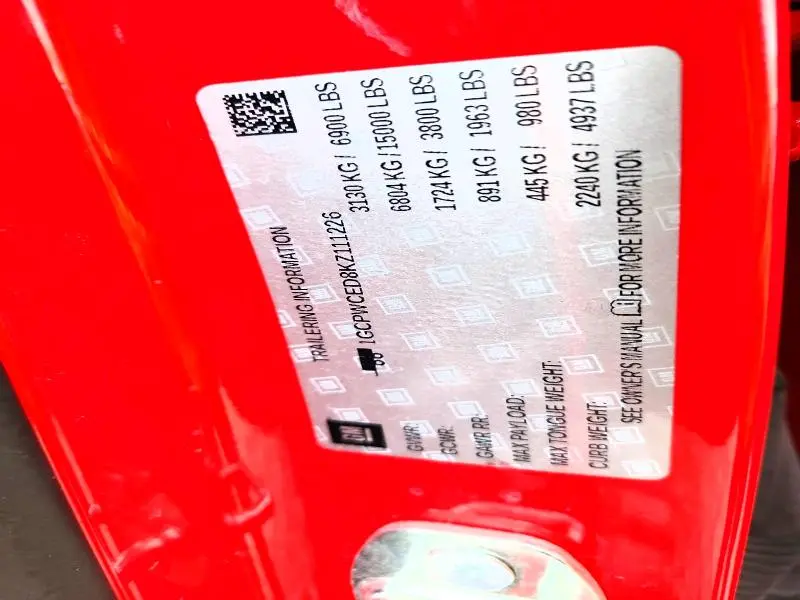 GM
TRAILERING INFORMATION
1GCPWCED8KZ111226
GVWR: 3130 KG / 6900 LBS
GCWR: 6804 KG / 15000 LBS
GAWR RR: 1724 KG / 3800 LBS
MAX PAYLOAD: 891 KG / 1963 LBS
MAX TONGUE WEIGHT: 445 KG / 980 LBS
CURB WEIGHT: 2240 KG / 4937 LBS
SEE OWNER'S MANUAL FOR MORE INFORMATION